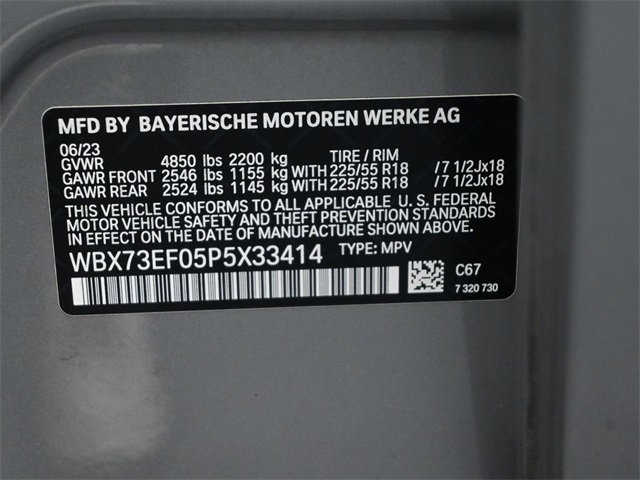 MFD BY BAYERISCHE MOTOREN WERKE AG
06/23
GVWR 4850 lbs 2200 kg TIRE / RIM
GAWR FRONT 2546 lbs 1155 kg WITH 225/55 R18 /7 1/2Jx18
GAWR REAR 2524 lbs 1145 kg WITH 225/55 R18 /7 1/2Jx18
THIS VEHICLE CONFORMS TO ALL APPLICABLE U. S. FEDERAL
MOTOR VEHICLE SAFETY AND THEFT PREVENTION STANDARDS
IN EFFECT ON THE DATE OF MANUFACTURE SHOWN ABOVE.
WBX73EF05P5X33414 TYPE: MPV
C67
7 320 730